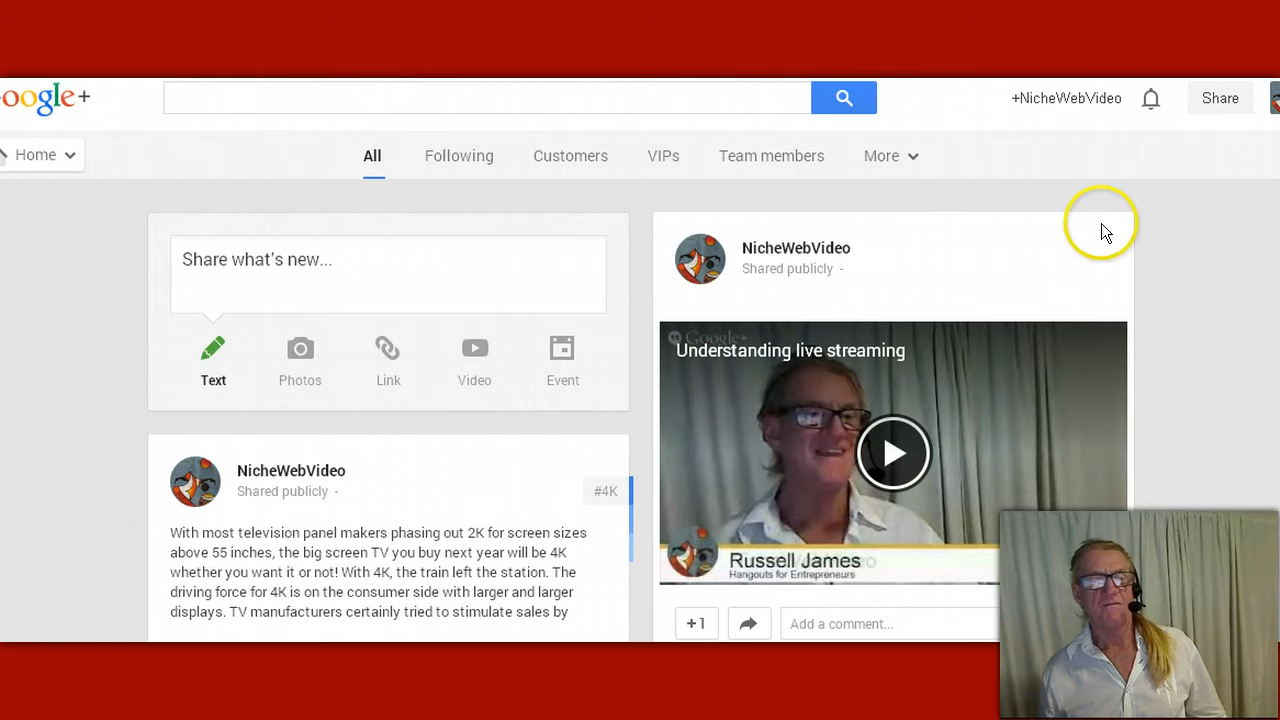 oogle+
+NicheWebVideo
Share
Home
All
Following
Customers
VIPs
Team members
More
Share what's new...
Text
Photos
Link
Video
Event
NicheWebVideo
Shared publicly -
#4K
With most television panel makers phasing out 2K for screen sizes
above 55 inches, the big screen TV you buy next year will be 4K
whether you want it or not! With 4K, the train left the station. The
driving force for 4K is on the consumer side with larger and larger
displays. TV manufacturers certainly tried to stimulate sales by
NicheWebVideo
Shared publicly -
Google+
Understanding live streaming
Russell James
Hangouts for Entrepreneurs
+1
Add a comment...